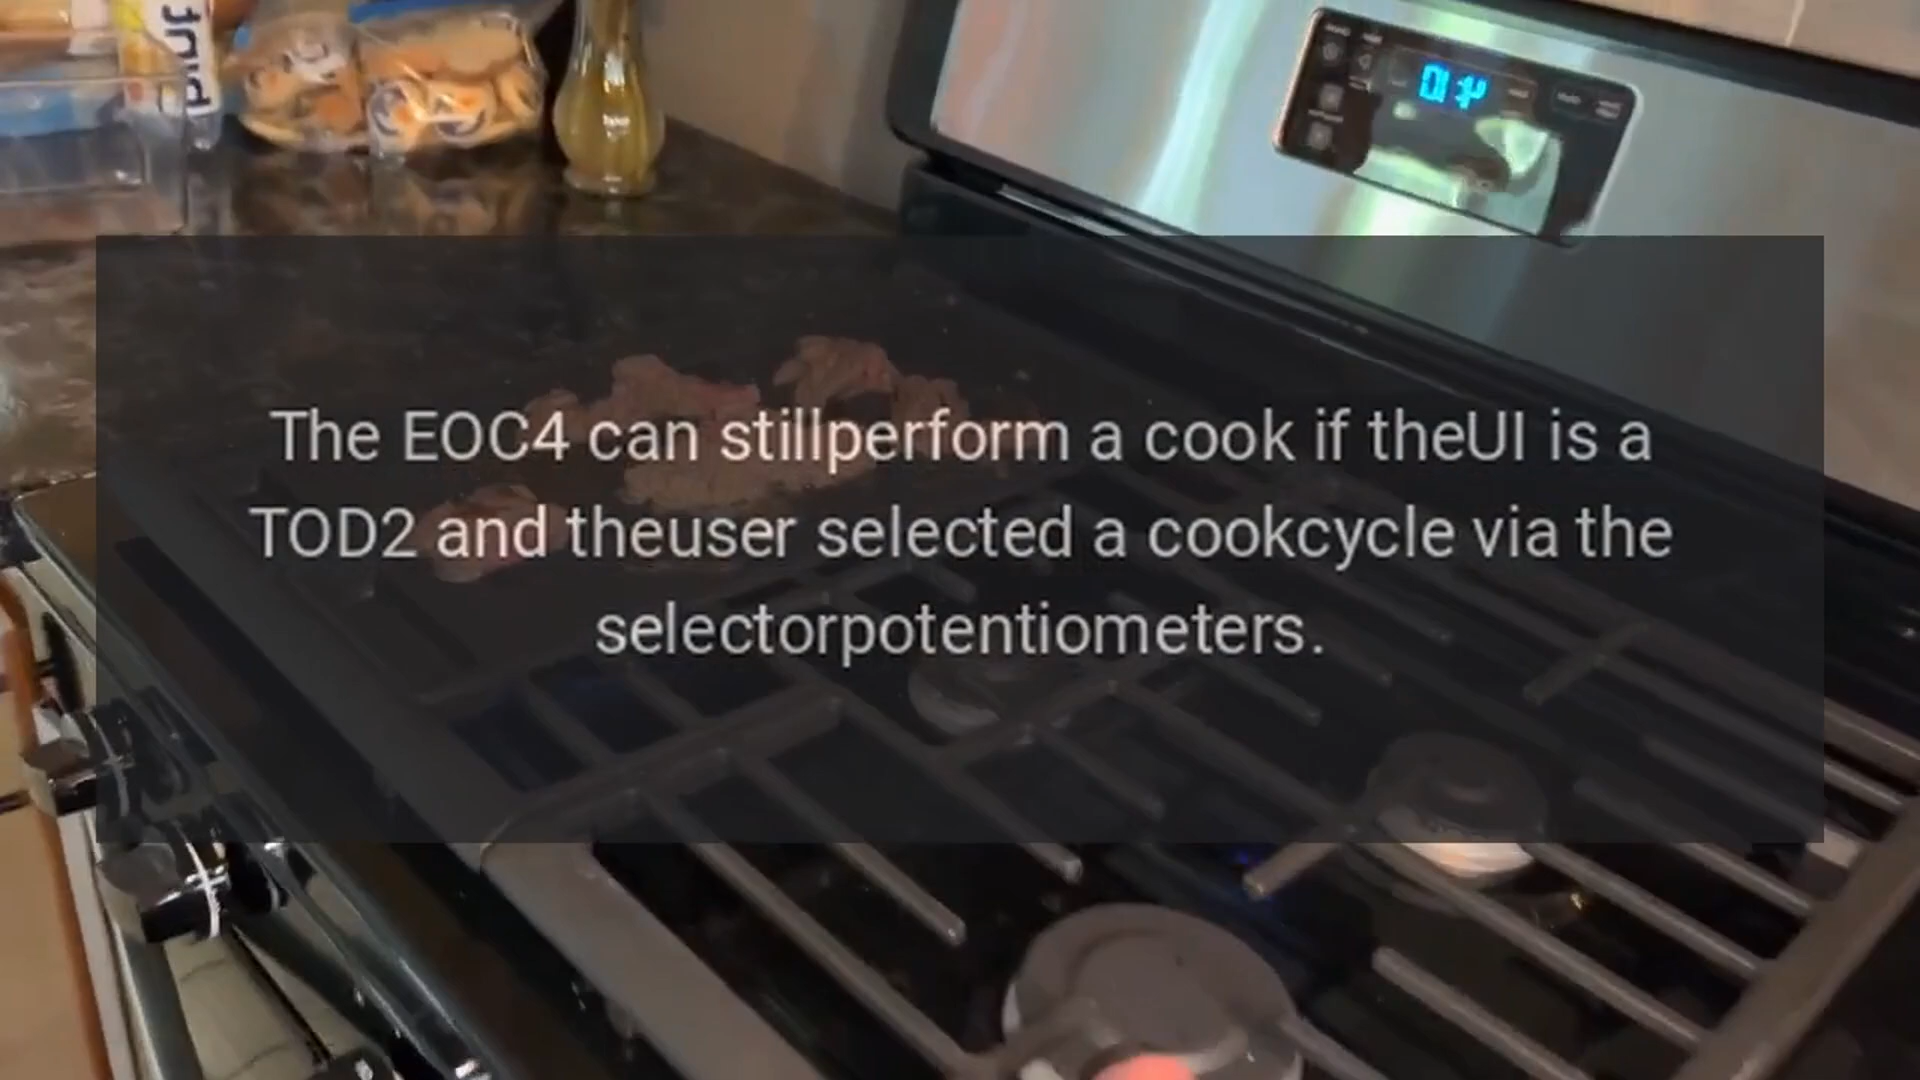 The EOC4 can stillperform a cook if theUI is a
TOD2 and theuser selected a cookcycle via the
selectorpotentiometers.